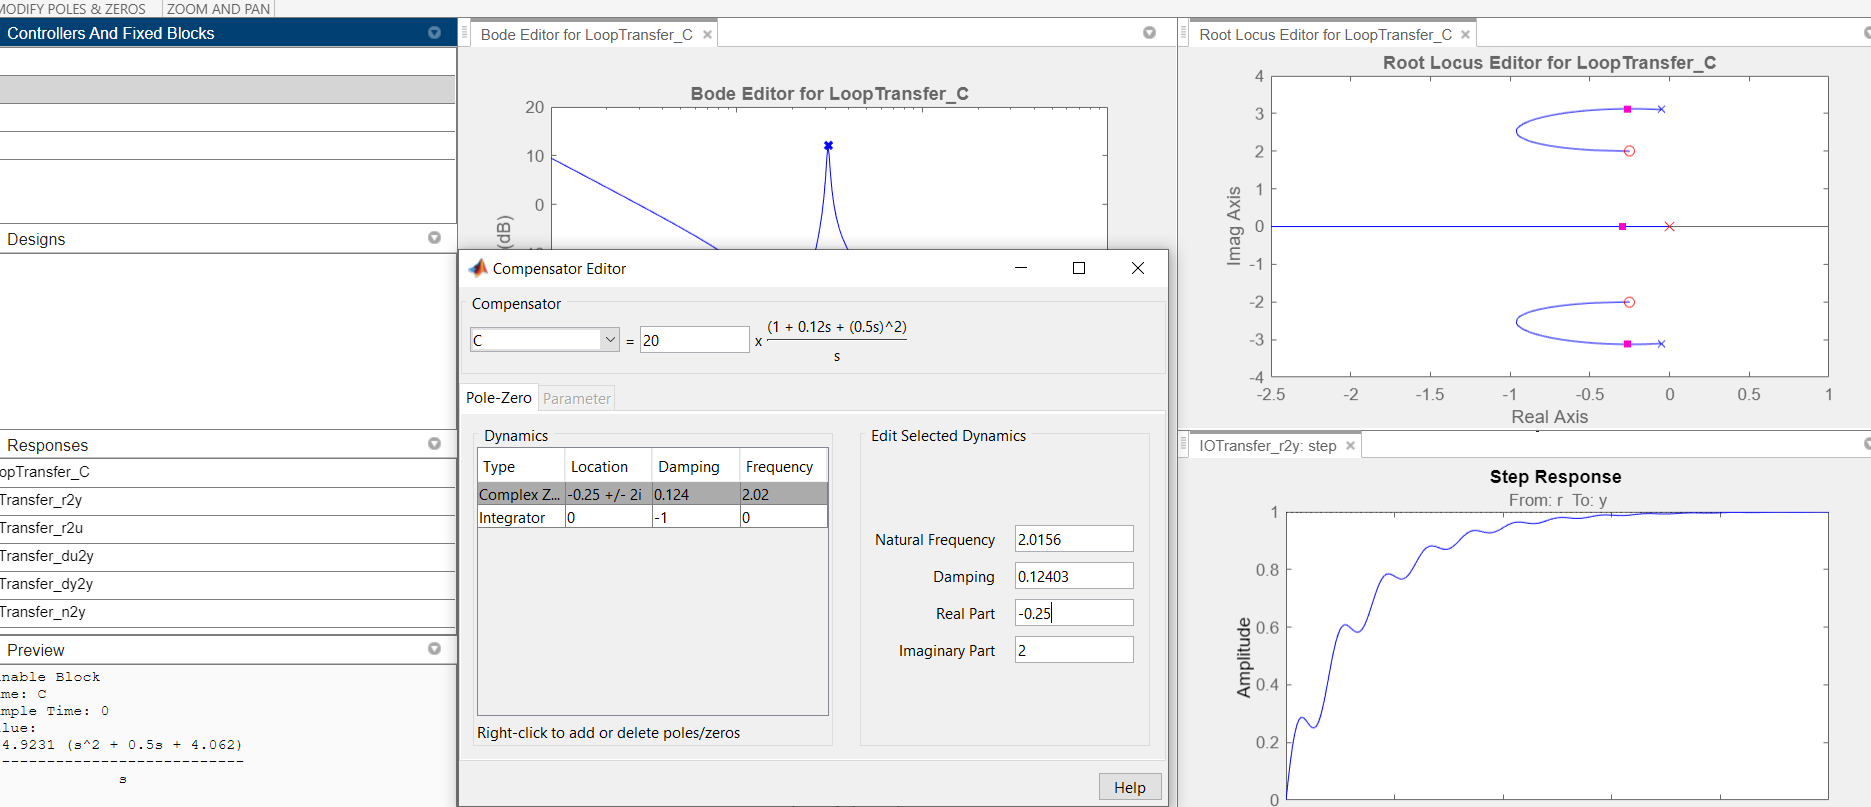 MODIFY POLES & ZEROS
ZOOM AND PAN
Controllers And Fixed Blocks
Designs
Responses
opTransfer_C
Transfer_r2y
Transfer_r2u
Transfer_du2y
Transfer_dy2y
Transfer_n2y
Preview
nable Block
me: C
mple Time: 0
lue:
4.9231 (s^2 + 0.5s + 4.062)
--------------------------
s
Bode Editor for LoopTransfer_C
Bode Editor for LoopTransfer_C
20
10
0
(dB)
Compensator Editor
Compensator
C
=
20
x
(1 + 0.12s + (0.5s)^2)
s
Pole-Zero
Parameter
Dynamics
Type Location Damping Frequency
Complex Z... -0.25 +/- 2i 0.124 2.02
Integrator 0 -1 0
Right-click to add or delete poles/zeros
Edit Selected Dynamics
Natural Frequency 2.0156
Damping 0.12403
Real Part -0.25
Imaginary Part 2
Help
Root Locus Editor for LoopTransfer_C
Root Locus Editor for LoopTransfer_C
4
3
2
1
0
-1
-2
-3
-4
Imag Axis
-2.5 -2 -1.5 -1 -0.5 0 0.5 1
Real Axis
IOTransfer_r2y: step
Step Response
From: r To: y
1
0.8
0.6
0.4
0.2
0
Amplitude